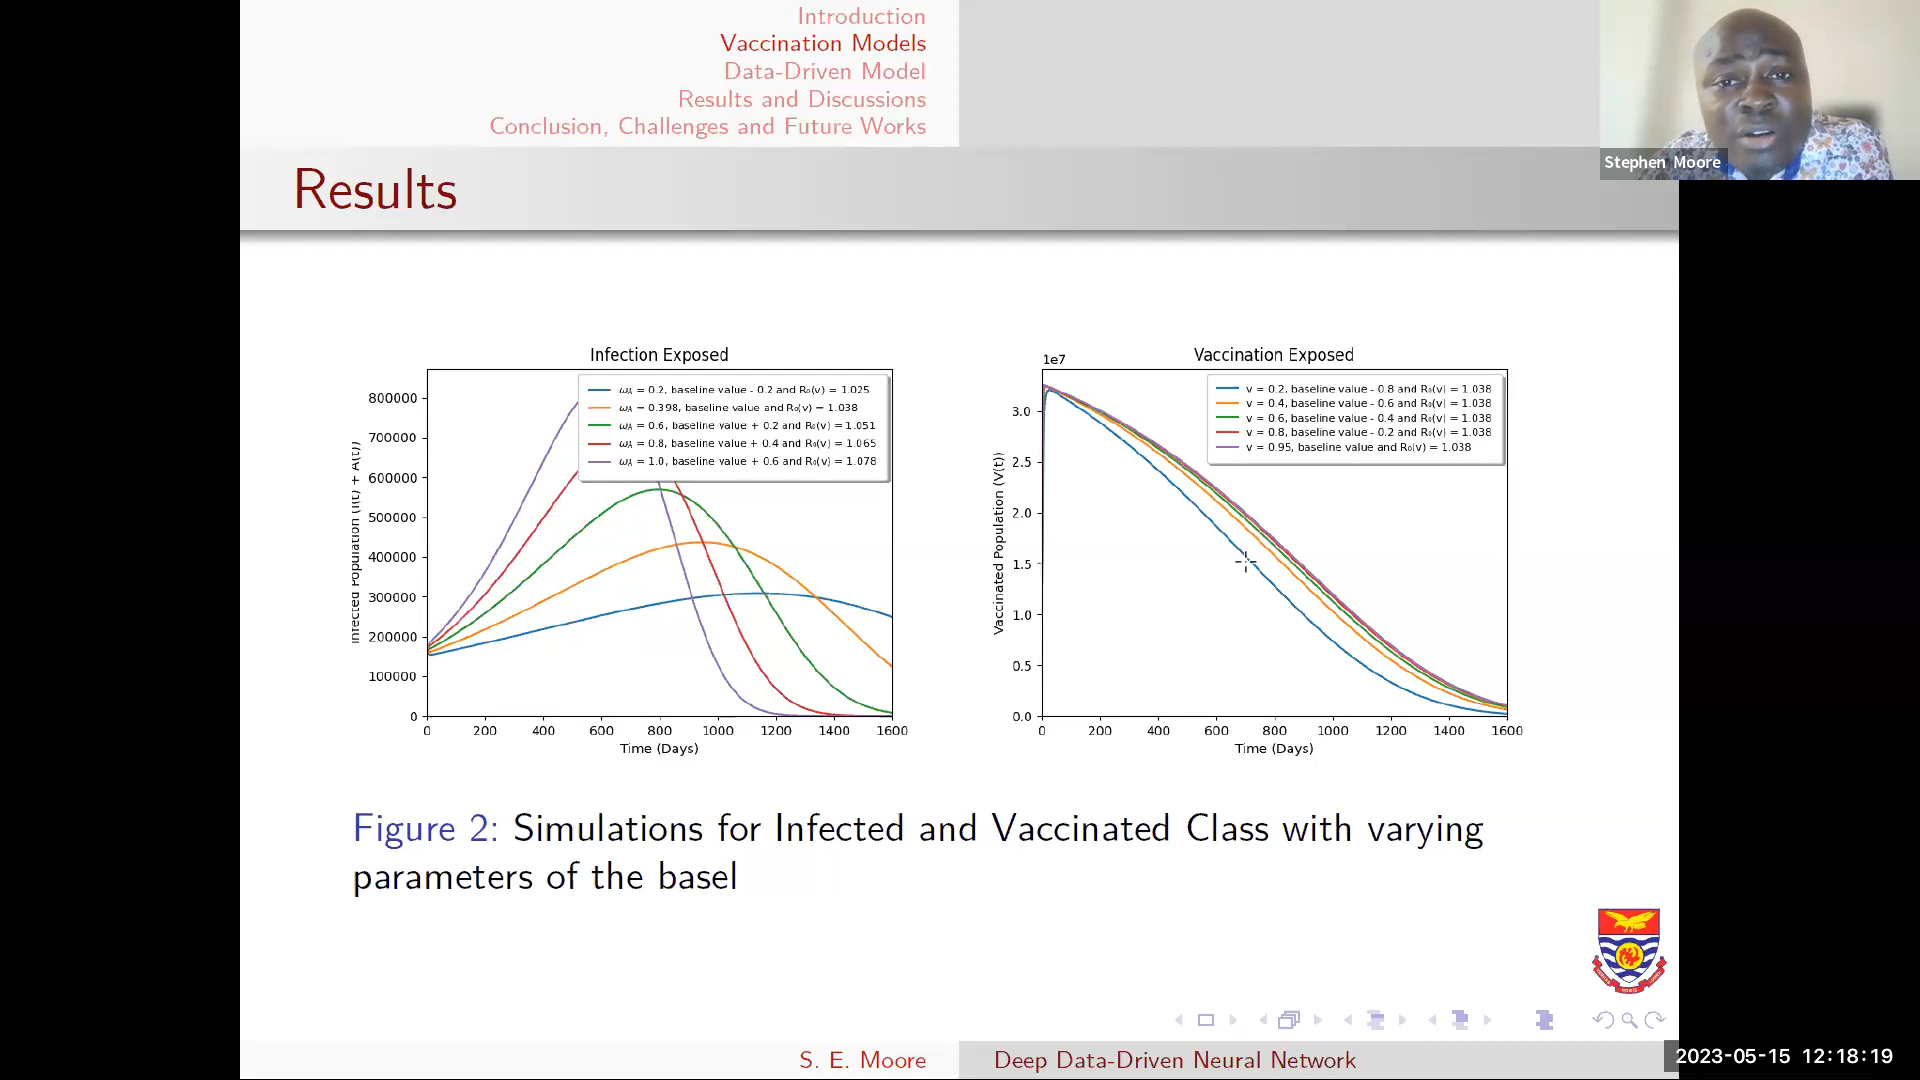 Introduction
Vaccination Models
Data-Driven Model
Results and Discussions
Conclusion, Challenges and Future Works
Stephen Moore
Results
Infection Exposed
Infected Population (I(t) + A(t))
800000
700000
600000
500000
400000
300000
200000
100000
0
ωA = 0.2, baseline value - 0.2 and R₀(v) = 1.025
ωA = 0.398, baseline value and R₀(v) = 1.038
ωA = 0.6, baseline value + 0.2 and R₀(v) = 1.051
ωA = 0.8, baseline value + 0.4 and R₀(v) = 1.065
ωA = 1.0, baseline value + 0.6 and R₀(v) = 1.078
0 200 400 600 800 1000 1200 1400 1600
Time (Days)
Vaccination Exposed
1e7
Vaccinated Population (V(t))
3.0
2.5
2.0
1.5
1.0
0.5
0.0
v = 0.2, baseline value - 0.8 and R₀(v) = 1.038
v = 0.4, baseline value - 0.6 and R₀(v) = 1.038
v = 0.6, baseline value - 0.4 and R₀(v) = 1.038
v = 0.8, baseline value - 0.2 and R₀(v) = 1.038
v = 0.95, baseline value and R₀(v) = 1.038
0 200 400 600 800 1000 1200 1400 1600
Time (Days)
Figure 2: Simulations for Infected and Vaccinated Class with varying
parameters of the basel
S. E. Moore
Deep Data-Driven Neural Network
2023-05-15 12:18:19